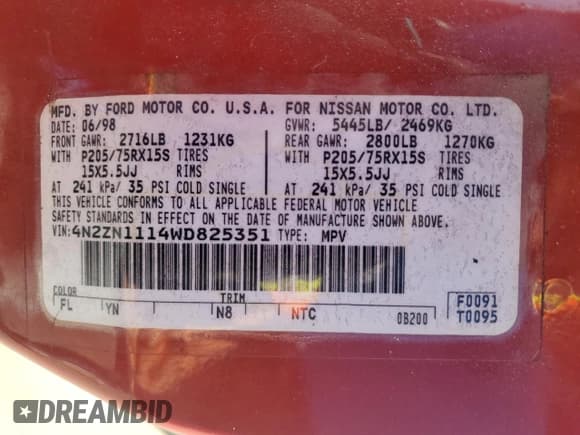 MFD. BY FORD MOTOR CO. U.S.A. FOR NISSAN MOTOR CO. LTD.
DATE: 06/98 GVWR: 5445LB/ 2469KG
FRONT GAWR: 2716LB 1231KG REAR GAWR: 2800LB 1270KG
WITH P205/75RX15S TIRES WITH P205/75RX15S TIRES
15X5.5JJ RIMS 15X5.5JJ RIMS
AT 241 kPa/ 35 PSI COLD SINGLE AT 241 kPa/ 35 PSI COLD SINGLE
THIS VEHICLE CONFORMS TO ALL APPLICABLE FEDERAL MOTOR VEHICLE
SAFETY STANDARDS IN EFFECT ON THE DATE OF MANUFACTURE SHOWN ABOVE.
VIN: 4N2ZN1114WD825351 TYPE: MPV
COLOR TRIM
FL YN N8 NTC 0B200
F0091
T0095
DREAMBID